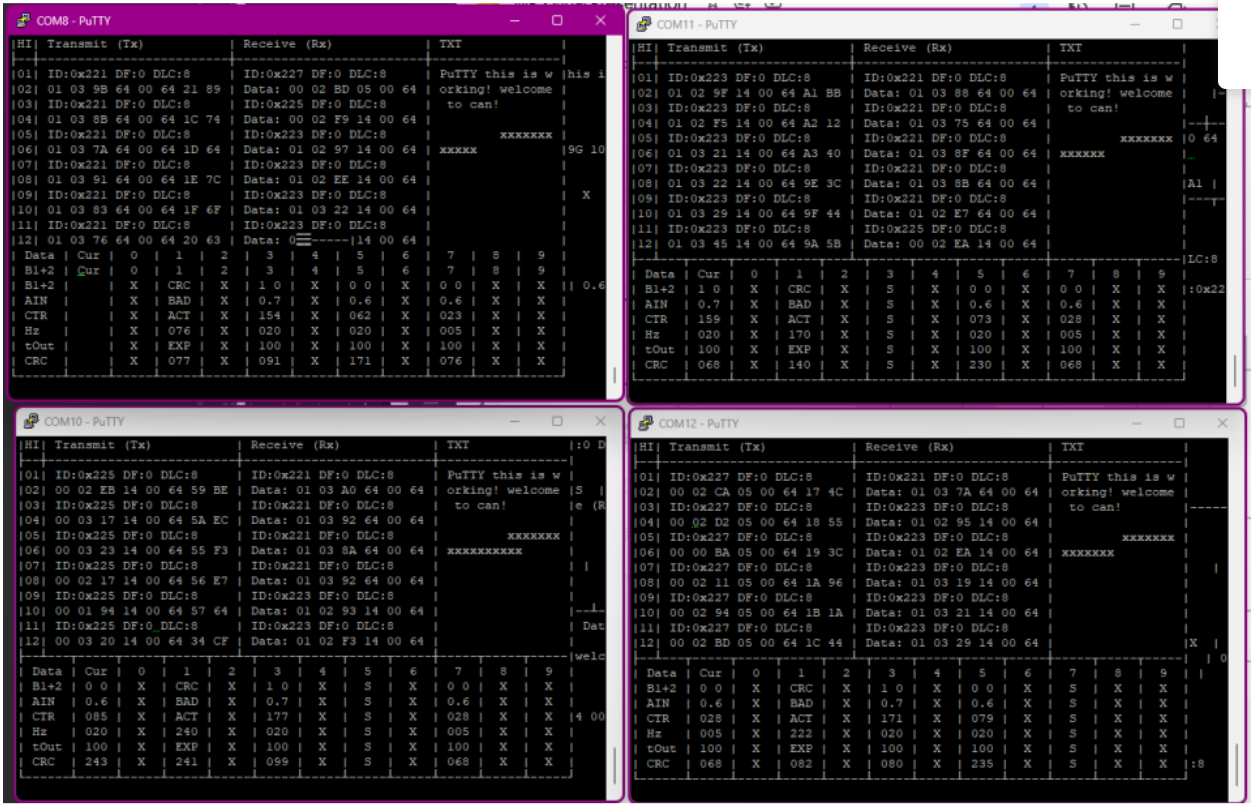 COM8 - PuTTY
|HI| Transmit (Tx) | Receive (Rx) | TXT |
|01| ID:0x221 DF:0 DLC:8 | ID:0x227 DF:0 DLC:8 | PuTTY this is w |his i
|02| 01 03 9B 64 00 64 21 89 | Data: 00 02 BD 05 00 64 | orking! welcome |
|03| ID:0x221 DF:0 DLC:8 | ID:0x225 DF:0 DLC:8 | to can! |
|04| 01 03 8B 64 00 64 1C 74 | Data: 00 02 F9 14 00 64 | |
|05| ID:0x221 DF:0 DLC:8 | ID:0x223 DF:0 DLC:8 | xxxxxxx |
|06| 01 03 7A 64 00 64 1D 64 | Data: 01 02 97 14 00 64 | xxxxx |9G 10
|07| ID:0x221 DF:0 DLC:8 | ID:0x223 DF:0 DLC:8 | |
|08| 01 03 91 64 00 64 1E 7C | Data: 01 02 EE 14 00 64 | |
|09| ID:0x221 DF:0 DLC:8 | ID:0x223 DF:0 DLC:8 | | X
|10| 01 03 83 64 00 64 1F 6F | Data: 01 03 22 14 00 64 | |
|11| ID:0x221 DF:0 DLC:8 | ID:0x223 DF:0 DLC:8 | |
|12| 01 03 76 64 00 64 20 63 | Data: 0 -----|14 00 64 | |
| Data | Cur | 0 | 1 | 2 | 3 | 4 | 5 | 6 | 7 | 8 | 9 |
| B1+2 | Cur | 0 | 1 | 2 | 3 | 4 | 5 | 6 | 7 | 8 | 9 |
| B1+2 | | X | CRC | X | 1 0 | X | 0 0 | X | 0 0 | X | X || 0.6
| AIN | | X | BAD | X | 0.7 | X | 0.6 | X | 0.6 | X | X |
| CTR | | X | ACT | X | 154 | X | 062 | X | 023 | X | X |
| Hz | | X | 076 | X | 020 | X | 020 | X | 005 | X | X |
| tOut | | X | EXP | X | 100 | X | 100 | X | 100 | X | X |
| CRC | | X | 077 | X | 091 | X | 171 | X | 076 | X | X |
COM11 - PuTTY
|HI| Transmit (Tx) | Receive (Rx) | TXT |
|01| ID:0x223 DF:0 DLC:8 | ID:0x221 DF:0 DLC:8 | PuTTY this is w |
|02| 01 02 9F 14 00 64 A1 BB | Data: 01 03 88 64 00 64 | orking! welcome |
|03| ID:0x223 DF:0 DLC:8 | ID:0x221 DF:0 DLC:8 | to can! |
|04| 01 02 F5 14 00 64 A2 12 | Data: 01 03 75 64 00 64 | |
|05| ID:0x223 DF:0 DLC:8 | ID:0x221 DF:0 DLC:8 | xxxxxxx |0 64
|06| 01 03 21 14 00 64 A3 40 | Data: 01 03 8F 64 00 64 | xxxxxx |
|07| ID:0x223 DF:0 DLC:8 | ID:0x221 DF:0 DLC:8 | |
|08| 01 03 22 14 00 64 9E 3C | Data: 01 03 8B 64 00 64 | |A1 |
|09| ID:0x223 DF:0 DLC:8 | ID:0x221 DF:0 DLC:8 | |
|10| 01 03 29 14 00 64 9F 44 | Data: 01 02 E7 64 00 64 | |
|11| ID:0x223 DF:0 DLC:8 | ID:0x225 DF:0 DLC:8 | |
|12| 01 03 45 14 00 64 9A 5B | Data: 00 02 EA 14 00 64 | |
|LC:8
| Data | Cur | 0 | 1 | 2 | 3 | 4 | 5 | 6 | 7 | 8 | 9 |
| B1+2 | 1 0 | X | CRC | X | S | X | 0 0 | X | 0 0 | X | X |:0x22
| AIN | 0.7 | X | BAD | X | S | X | 0.6 | X | 0.6 | X | X |
| CTR | 159 | X | ACT | X | S | X | 073 | X | 028 | X | X |
| Hz | 020 | X | 170 | X | S | X | 020 | X | 005 | X | X |
| tOut | 100 | X | EXP | X | S | X | 100 | X | 100 | X | X |
| CRC | 068 | X | 140 | X | S | X | 230 | X | 068 | X | X |
COM10 - PuTTY
|HI| Transmit (Tx) | Receive (Rx) | TXT |:0 D
|01| ID:0x225 DF:0 DLC:8 | ID:0x221 DF:0 DLC:8 | PuTTY this is w |
|02| 00 02 EB 14 00 64 59 BE | Data: 01 03 A0 64 00 64 | orking! welcome |S |
|03| ID:0x225 DF:0 DLC:8 | ID:0x221 DF:0 DLC:8 | to can! |e (R
|04| 00 03 17 14 00 64 5A EC | Data: 01 03 92 64 00 64 | |
|05| ID:0x225 DF:0 DLC:8 | ID:0x221 DF:0 DLC:8 | xxxxxxx |
|06| 00 03 23 14 00 64 55 F3 | Data: 01 03 8A 64 00 64 | xxxxxxxxxx |
|07| ID:0x225 DF:0 DLC:8 | ID:0x221 DF:0 DLC:8 | | |
|08| 00 02 17 14 00 64 56 E7 | Data: 01 03 92 64 00 64 | |
|09| ID:0x225 DF:0 DLC:8 | ID:0x223 DF:0 DLC:8 | |
|10| 00 01 94 14 00 64 57 64 | Data: 01 02 93 14 00 64 | |
|11| ID:0x225 DF:0_DLC:8 | ID:0x223 DF:0 DLC:8 | | Dat
|12| 00 03 20 14 00 64 34 CF | Data: 01 02 F3 14 00 64 | |
|welc
| Data | Cur | 0 | 1 | 2 | 3 | 4 | 5 | 6 | 7 | 8 | 9 |
| B1+2 | 0 0 | X | CRC | X | 1 0 | X | S | X | 0 0 | X | X |
| AIN | 0.6 | X | BAD | X | 0.7 | X | S | X | 0.6 | X | X |
| CTR | 085 | X | ACT | X | 177 | X | S | X | 028 | X | X |4 00
| Hz | 020 | X | 240 | X | 020 | X | S | X | 005 | X | X |
| tOut | 100 | X | EXP | X | 100 | X | S | X | 100 | X | X |
| CRC | 243 | X | 241 | X | 099 | X | S | X | 068 | X | X |
COM12 - PuTTY
|HI| Transmit (Tx) | Receive (Rx) | TXT |
|01| ID:0x227 DF:0 DLC:8 | ID:0x221 DF:0 DLC:8 | PuTTY this is w |
|02| 00 02 CA 05 00 64 17 4C | Data: 01 03 7A 64 00 64 | orking! welcome |
|03| ID:0x227 DF:0 DLC:8 | ID:0x223 DF:0 DLC:8 | to can! |
|04| 00 02 D2 05 00 64 18 55 | Data: 01 02 95 14 00 64 | |
|05| ID:0x227 DF:0 DLC:8 | ID:0x223 DF:0 DLC:8 | xxxxxxx |
|06| 00 00 BA 05 00 64 19 3C | Data: 01 02 EA 14 00 64 | xxxxxxx |
|07| ID:0x227 DF:0 DLC:8 | ID:0x223 DF:0 DLC:8 | | |
|08| 00 02 11 05 00 64 1A 96 | Data: 01 03 19 14 00 64 | |
|09| ID:0x227 DF:0 DLC:8 | ID:0x223 DF:0 DLC:8 | |
|10| 00 02 94 05 00 64 1B 1A | Data: 01 03 21 14 00 64 | |
|11| ID:0x227 DF:0 DLC:8 | ID:0x223 DF:0 DLC:8 | |
|12| 00 02 BD 05 00 64 1C 44 | Data: 01 03 29 14 00 64 | |X |
| 0
| Data | Cur | 0 | 1 | 2 | 3 | 4 | 5 | 6 | 7 | 8 | 9 | |
| B1+2 | 0 0 | X | CRC | X | 1 0 | X | 0 0 | X | S | X | X |
| AIN | 0.6 | X | BAD | X | 0.7 | X | 0.6 | X | S | X | X |
| CTR | 028 | X | ACT | X | 171 | X | 079 | X | S | X | X |
| Hz | 005 | X | 222 | X | 020 | X | 020 | X | S | X | X |
| tOut | 100 | X | EXP | X | 100 | X | 100 | X | S | X | X |
| CRC | 068 | X | 082 | X | 080 | X | 235 | X | S | X | X |:8